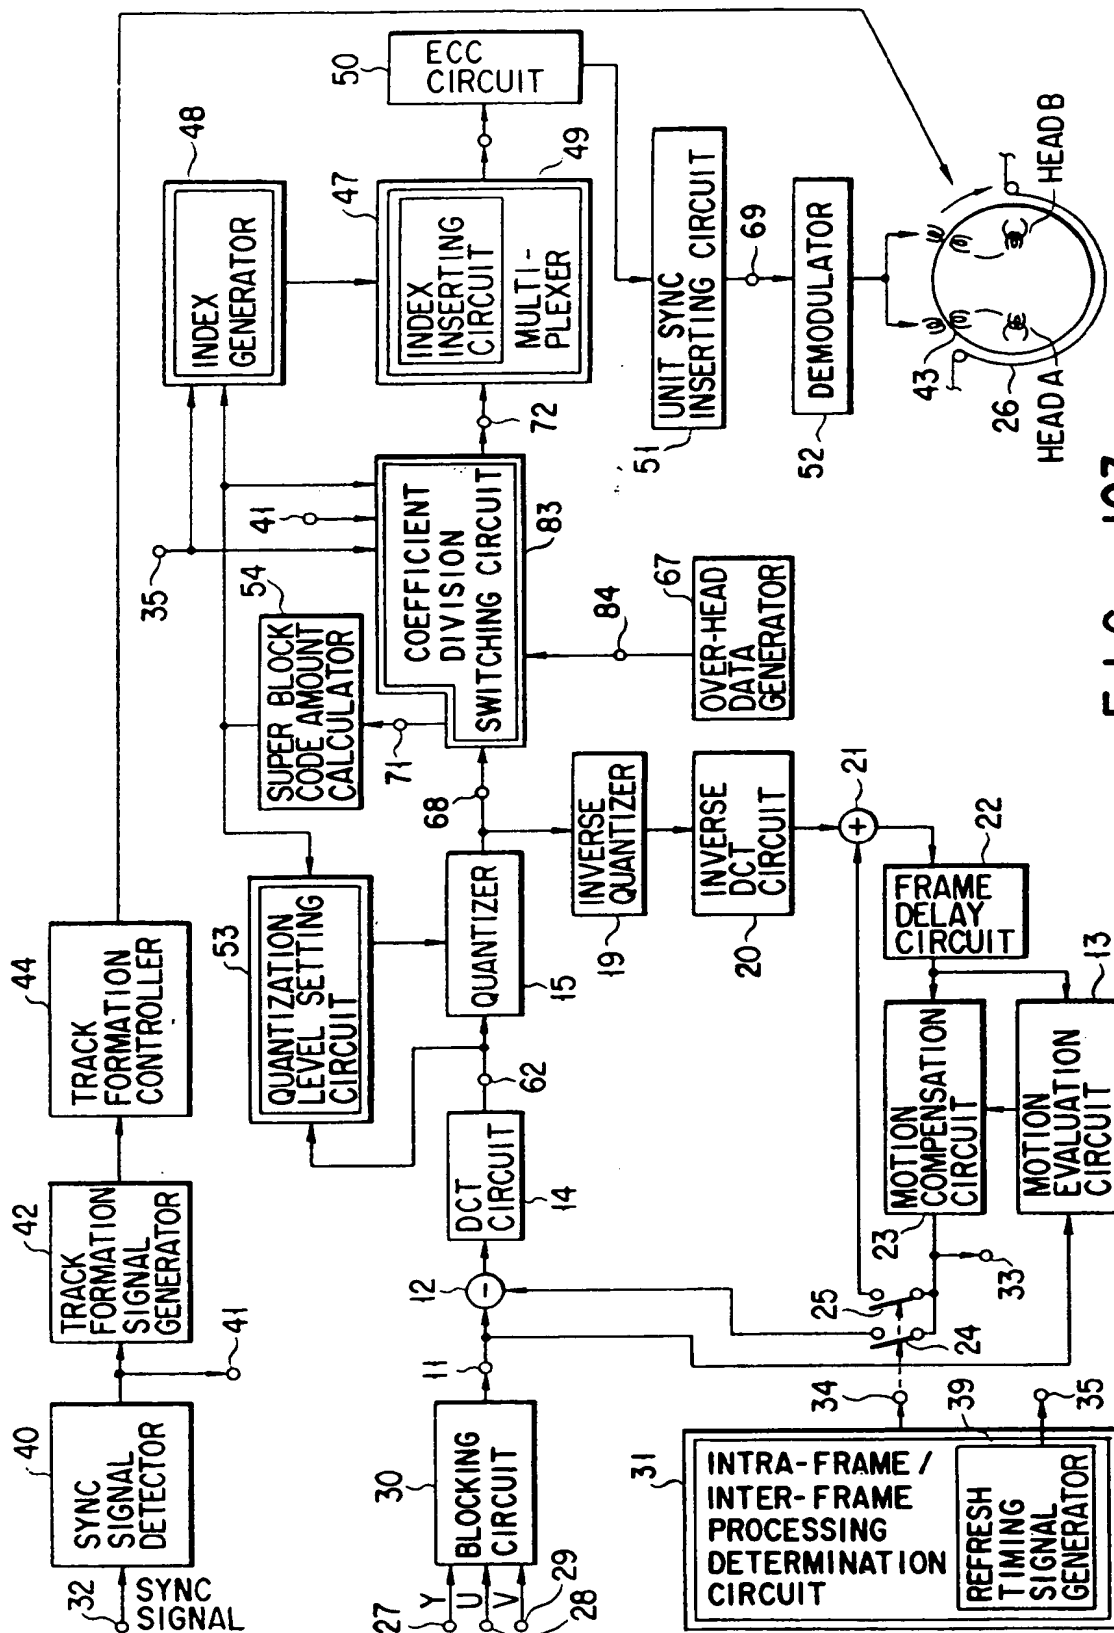 40
SYNC
SIGNAL
DETECTOR
32
SYNC
SIGNAL
41
42
TRACK
FORMATION
SIGNAL
GENERATOR
44
TRACK
FORMATION
CONTROLLER
53
QUANTIZATION
LEVEL SETTING
CIRCUIT
54
SUPER BLOCK
CODE AMOUNT
CALCULATOR
71
35
41
48
INDEX
GENERATOR
30
BLOCKING
CIRCUIT
27
Y
U
V
28
29
11
12
-
DCT
CIRCUIT
14
62
QUANTIZER
15
68
COEFFICIENT
DIVISION
SWITCHING CIRCUIT
83
72
47
INDEX
INSERTING
CIRCUIT
MULTI-
PLEXER
49
50
ECC
CIRCUIT
84
67
OVER-HEAD
DATA
GENERATOR
INVERSE
QUANTIZER
19
INVERSE
DCT
CIRCUIT
20
21
+
22
FRAME
DELAY
CIRCUIT
MOTION
COMPENSATION
CIRCUIT
23
13
MOTION
EVALUATION
CIRCUIT
33
25
24
34
31
INTRA-FRAME/
INTER-FRAME
PROCESSING
DETERMINATION
CIRCUIT
39
REFRESH
TIMING
SIGNAL
GENERATOR
35
UNIT SYNC
INSERTING CIRCUIT
51
69
DEMODULATOR
52
43
26
HEADA
HEADB